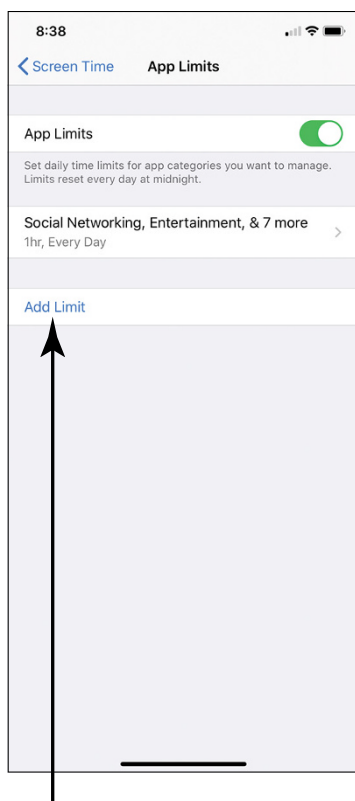 8:38
Screen Time App Limits
App Limits
Set daily time limits for app categories you want to manage.
Limits reset every day at midnight.
Social Networking, Entertainment, & 7 more
1hr, Every Day
Add Limit